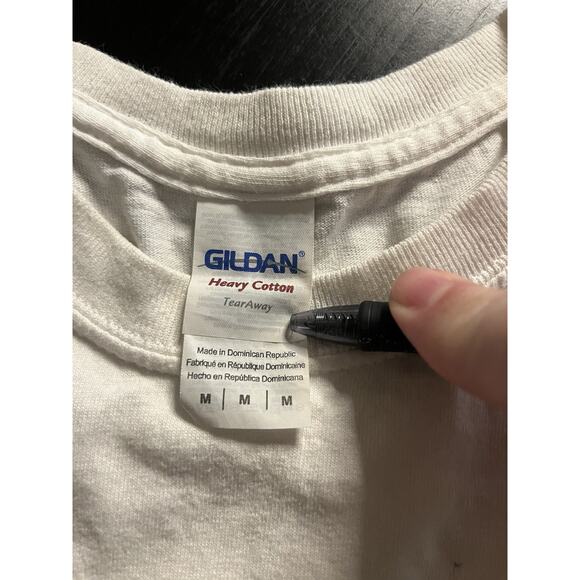 GILDAN®
Heavy Cotton
TearAway
Made in Dominican Republic
Fabriqué en République Dominicaine
Hecho en República Dominicana
M | M | M